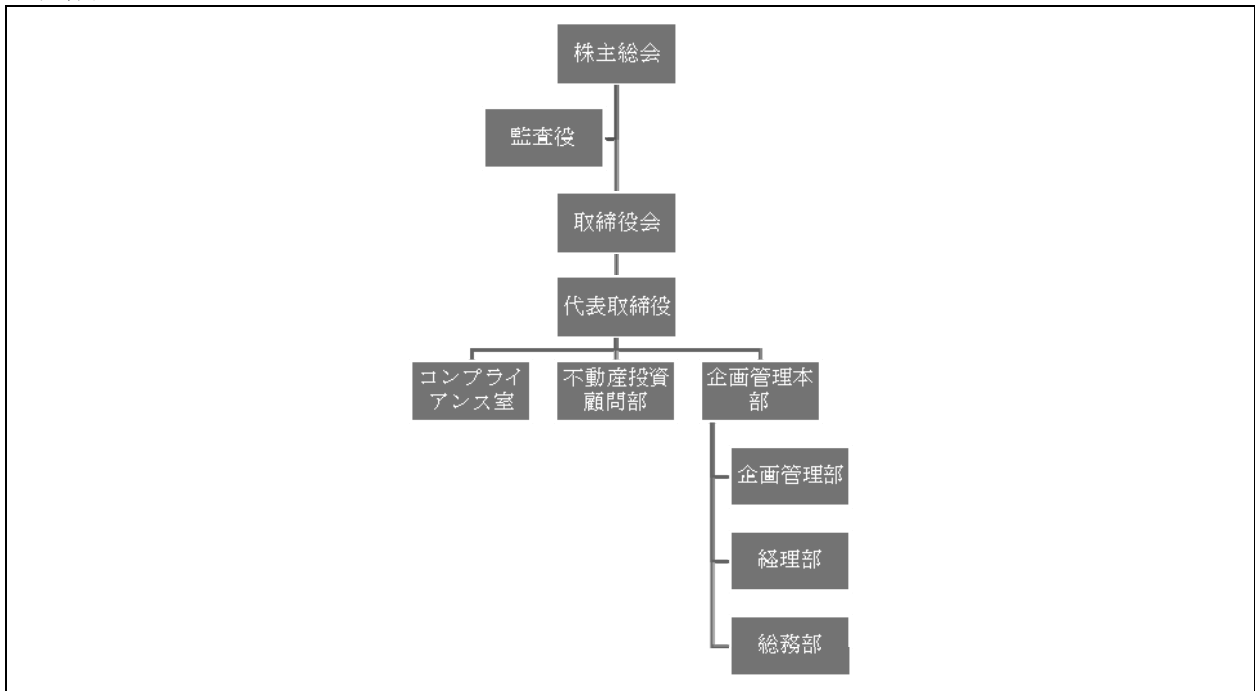 株主総会
監査役
取締役会
代表取締役
コンプライ
アンス室
不動産投資
顧問部
企画管理本
部
企画管理部
経理部
総務部